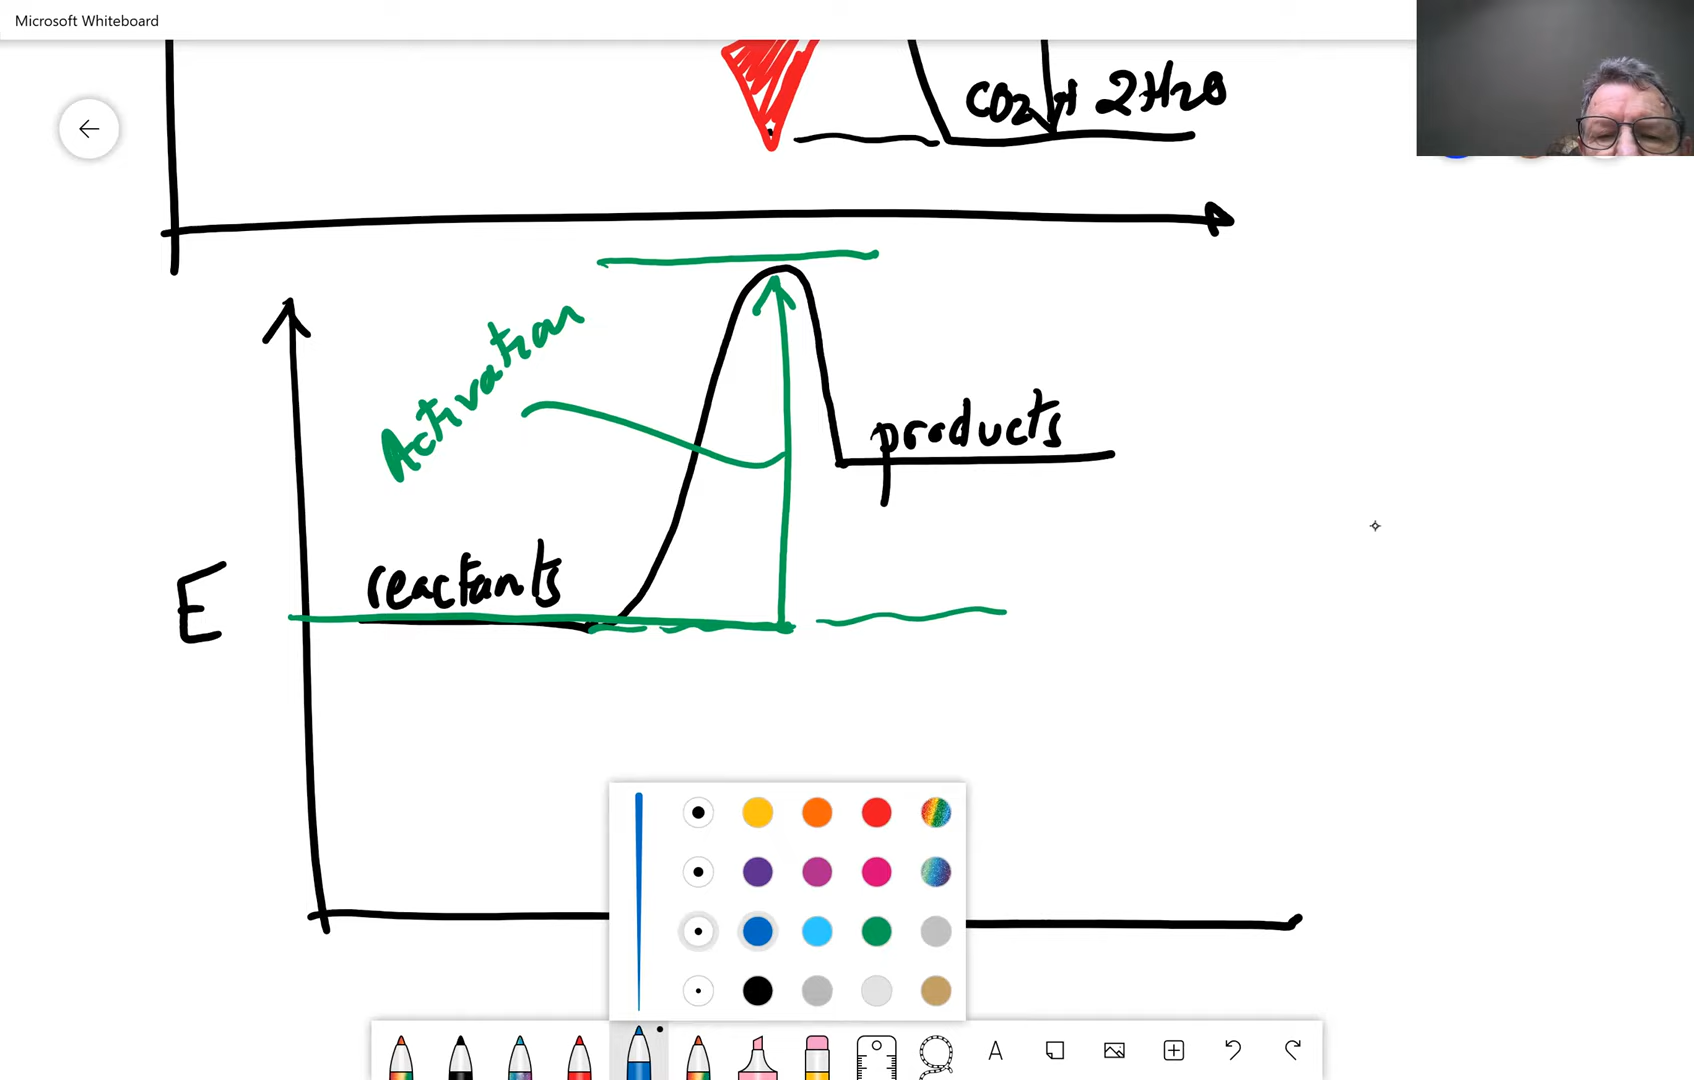 Microsoft Whiteboard
CO2 + 2H2O
Activation
products
reactants
E
A